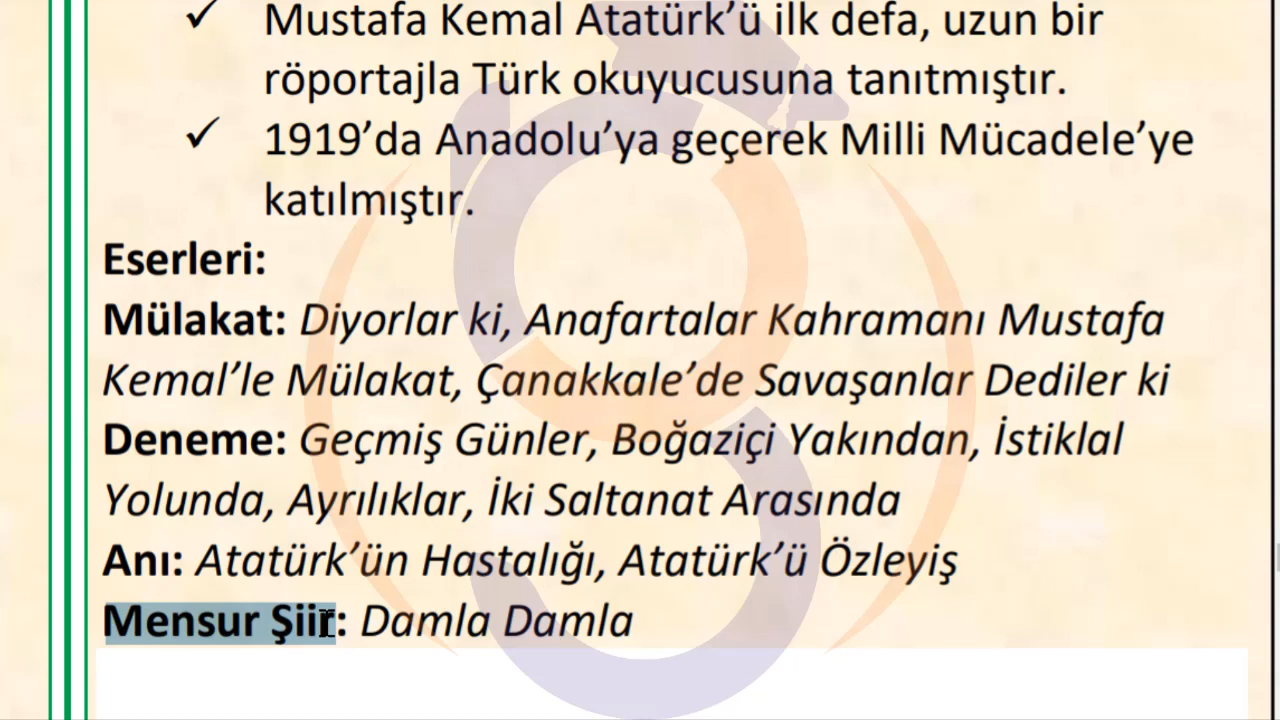 ✓ Mustafa Kemal Atatürk’ü ilk defa, uzun bir
röportajla Türk okuyucusuna tanıtmıştır.
✓ 1919’da Anadolu’ya geçerek Milli Mücadele’ye
katılmıştır.
Eserleri:
Mülakat: Diyorlar ki, Anafartalar Kahramanı Mustafa
Kemal’le Mülakat, Çanakkale’de Savaşanlar Dediler ki
Deneme: Geçmiş Günler, Boğaziçi Yakından, İstiklal
Yolunda, Ayrılıklar, İki Saltanat Arasında
Anı: Atatürk’ün Hastalığı, Atatürk’ü Özleyiş
Mensur Şiir: Damla Damla